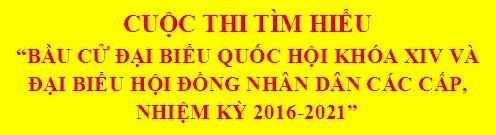 CUỘC THI TÌM HIỂU
“BẦU CỬ ĐẠI BIỂU QUỐC HỘI KHÓA XIV VÀ
ĐẠI BIỂU HỘI ĐỒNG NHÂN DÂN CÁC CẤP,
NHIỆM KỲ 2016-2021”